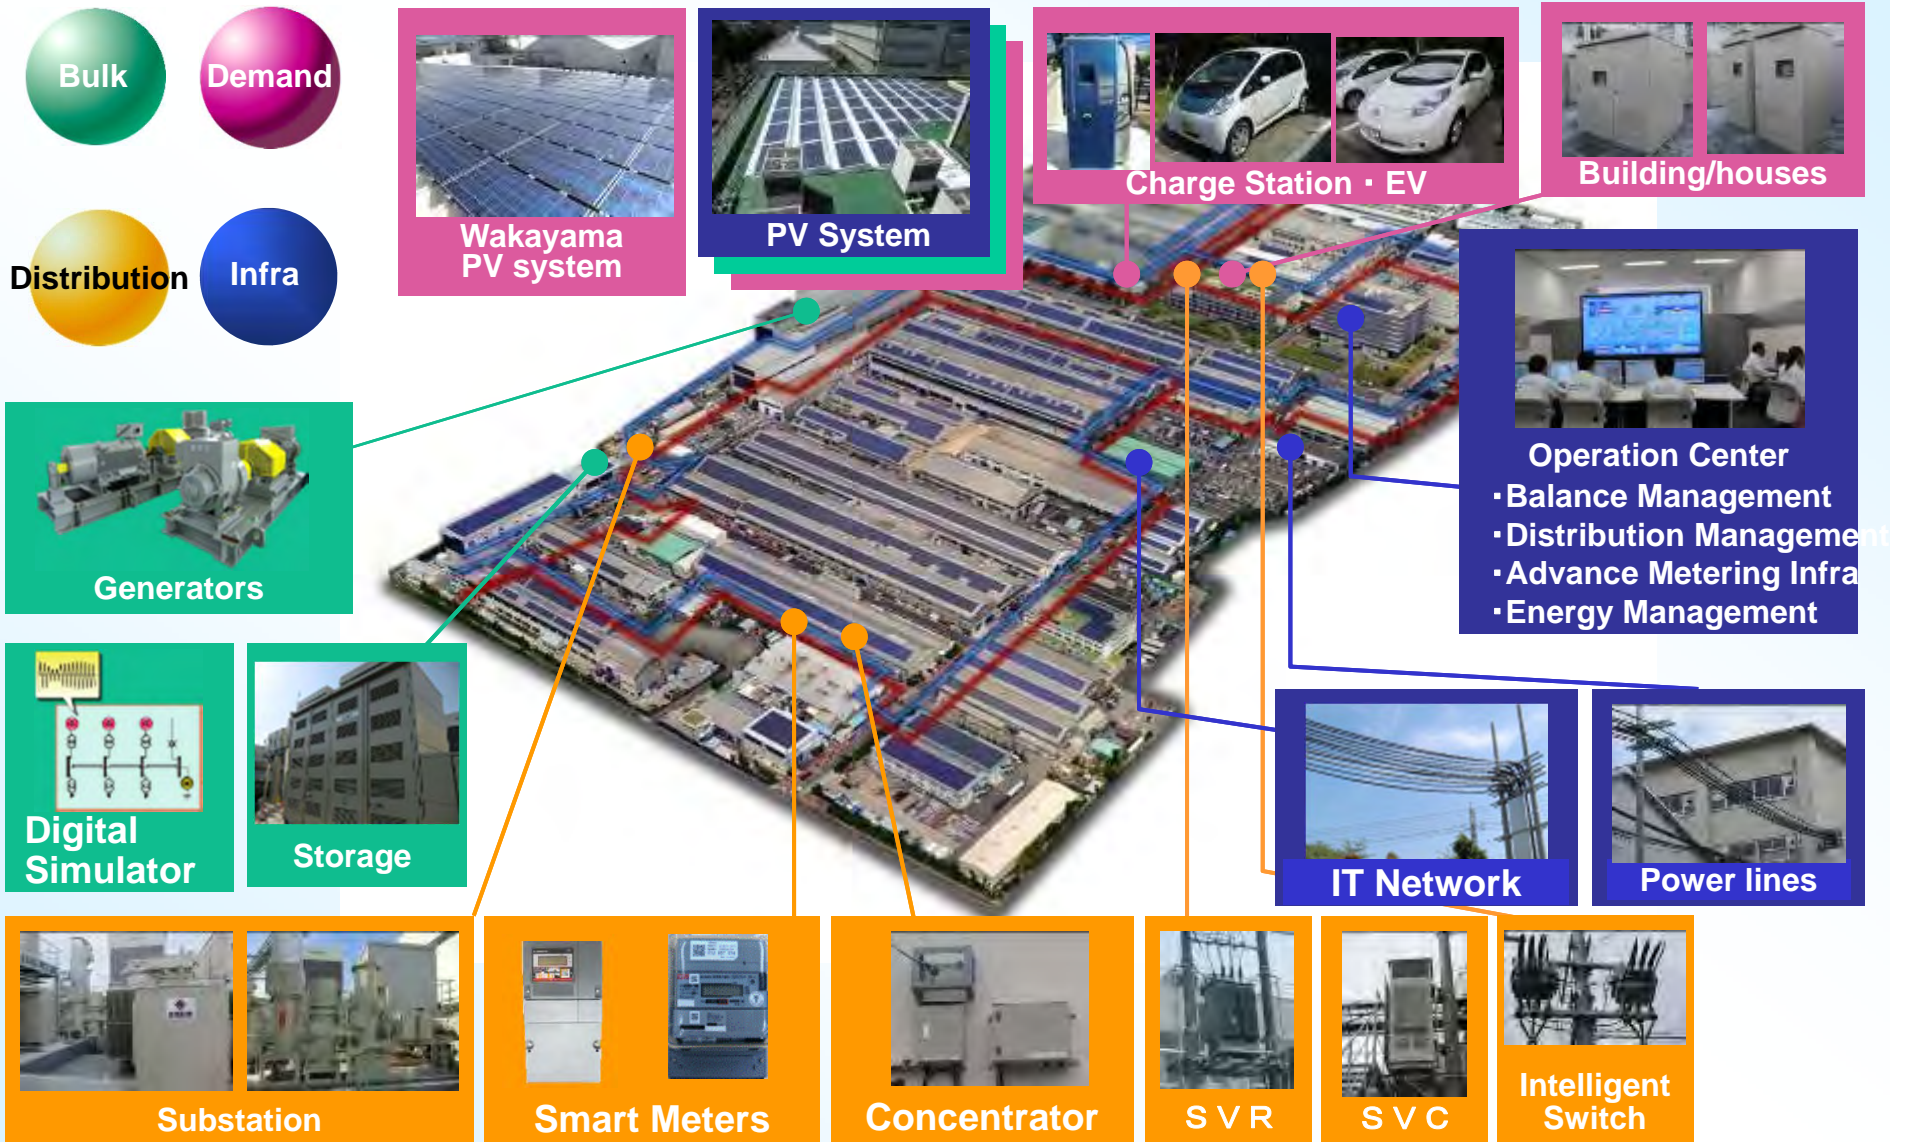 Bulk
Demand
Distribution
Infra
Wakayama
PV system
PV System
Charge Station・EV
Building/houses
Operation Center
・Balance Management
・Distribution Management
・Advance Metering Infra
・Energy Management
Generators
Digital
Simulator
Storage
IT Network
Power lines
Substation
Smart Meters
Concentrator
ＳＶＲ
ＳＶＣ
Intelligent
Switch